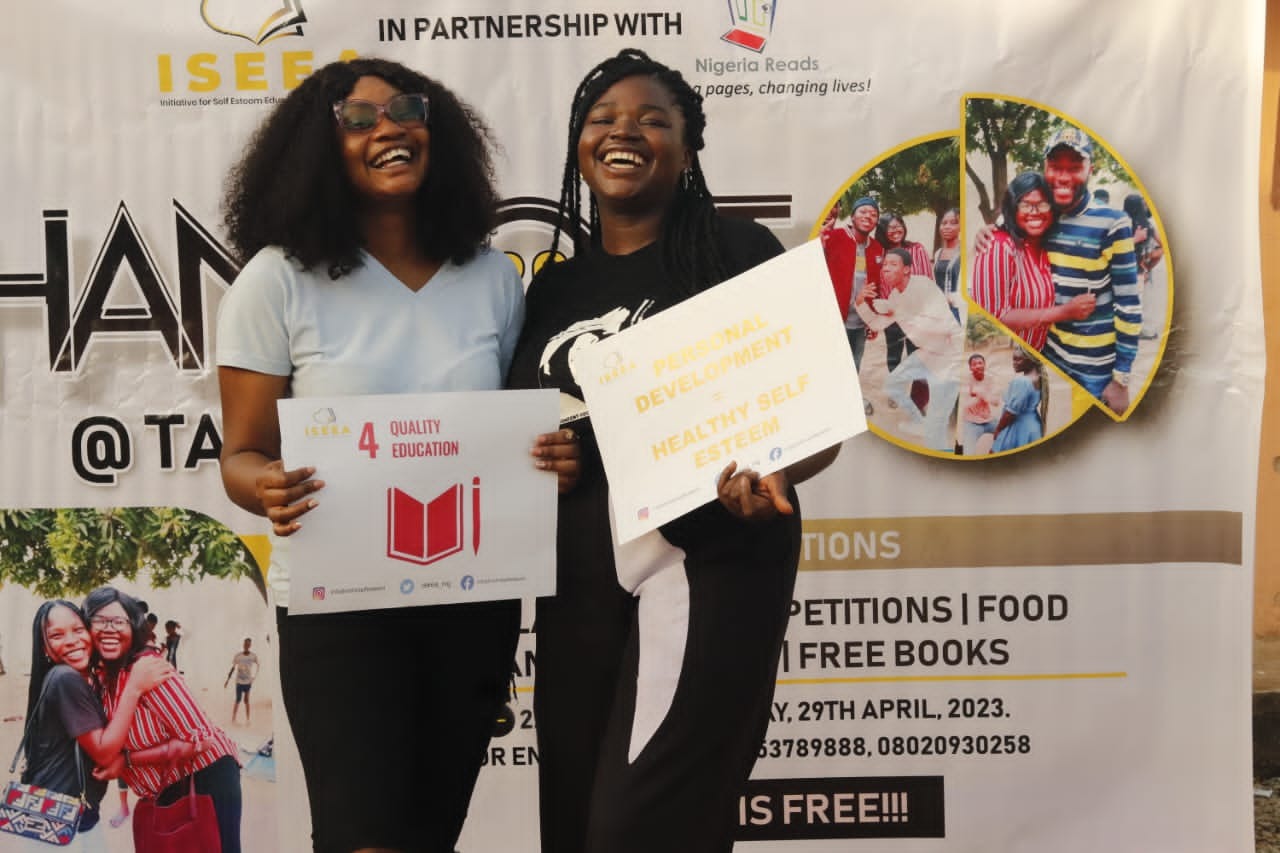 IN PARTNERSHIP WITH
ISEEA
Initiative for Self Esteem
Nigeria Reads
pages, changing lives!
HAN
@ TA
ISEEA
4 QUALITY
EDUCATION
ISEEA
PERSONAL
DEVELOPMENT
=
HEALTHY SELF
ESTEEM
TIONS
PETITIONS | FOOD
| FREE BOOKS
AY, 29TH APRIL, 2023.
53789888, 08020930258
IS FREE!!!